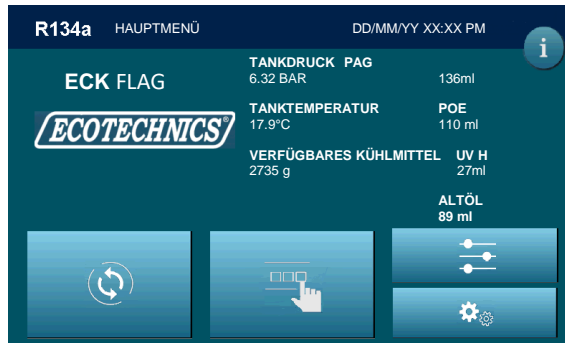 R134a HAUPTMENÜ DD/MM/YY XX:XX PM
i
ECK FLAG
ECOTECHNICS
TANKDRUCK PAG
6.32 BAR 136ml
TANKTEMPERATUR POE
17.9°C 110 ml
VERFÜGBARES KÜHLMITTEL UV H
2735 g 27ml
ALTÖL
89 ml